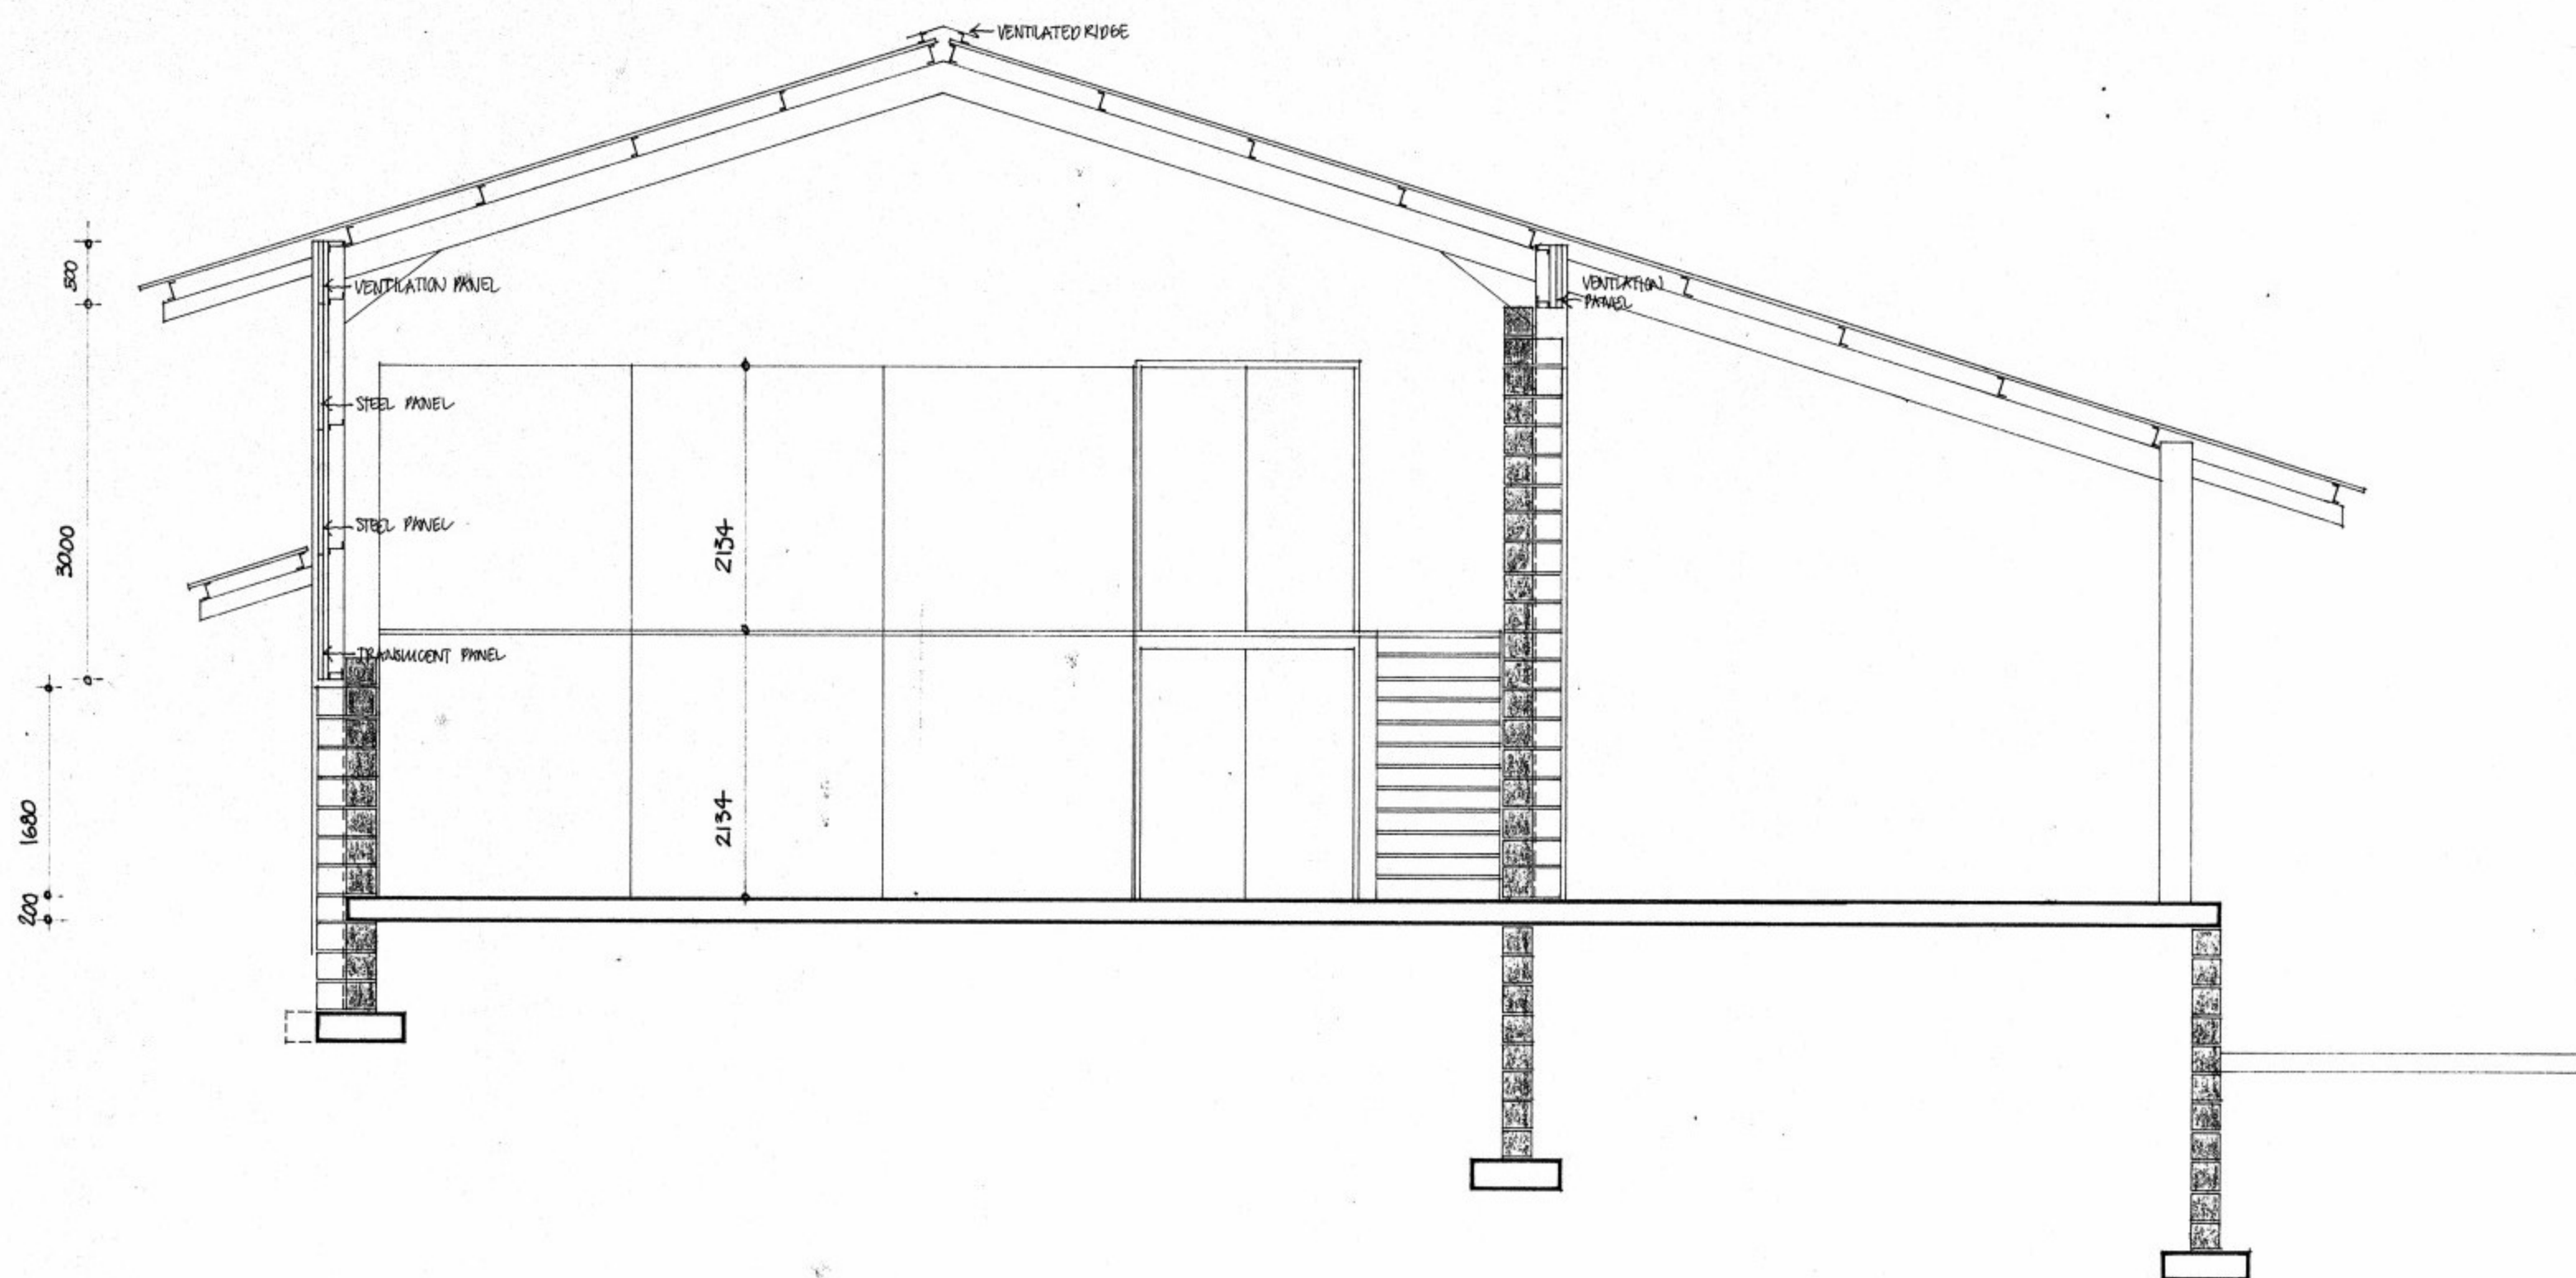 VENTILATED RIDGE
500
VENTILATION PANEL
VENTILATION
PANEL
STEEL PANEL
STEEL PANEL
3000
2134
TRANSLUCENT PANEL
1680
2134
200